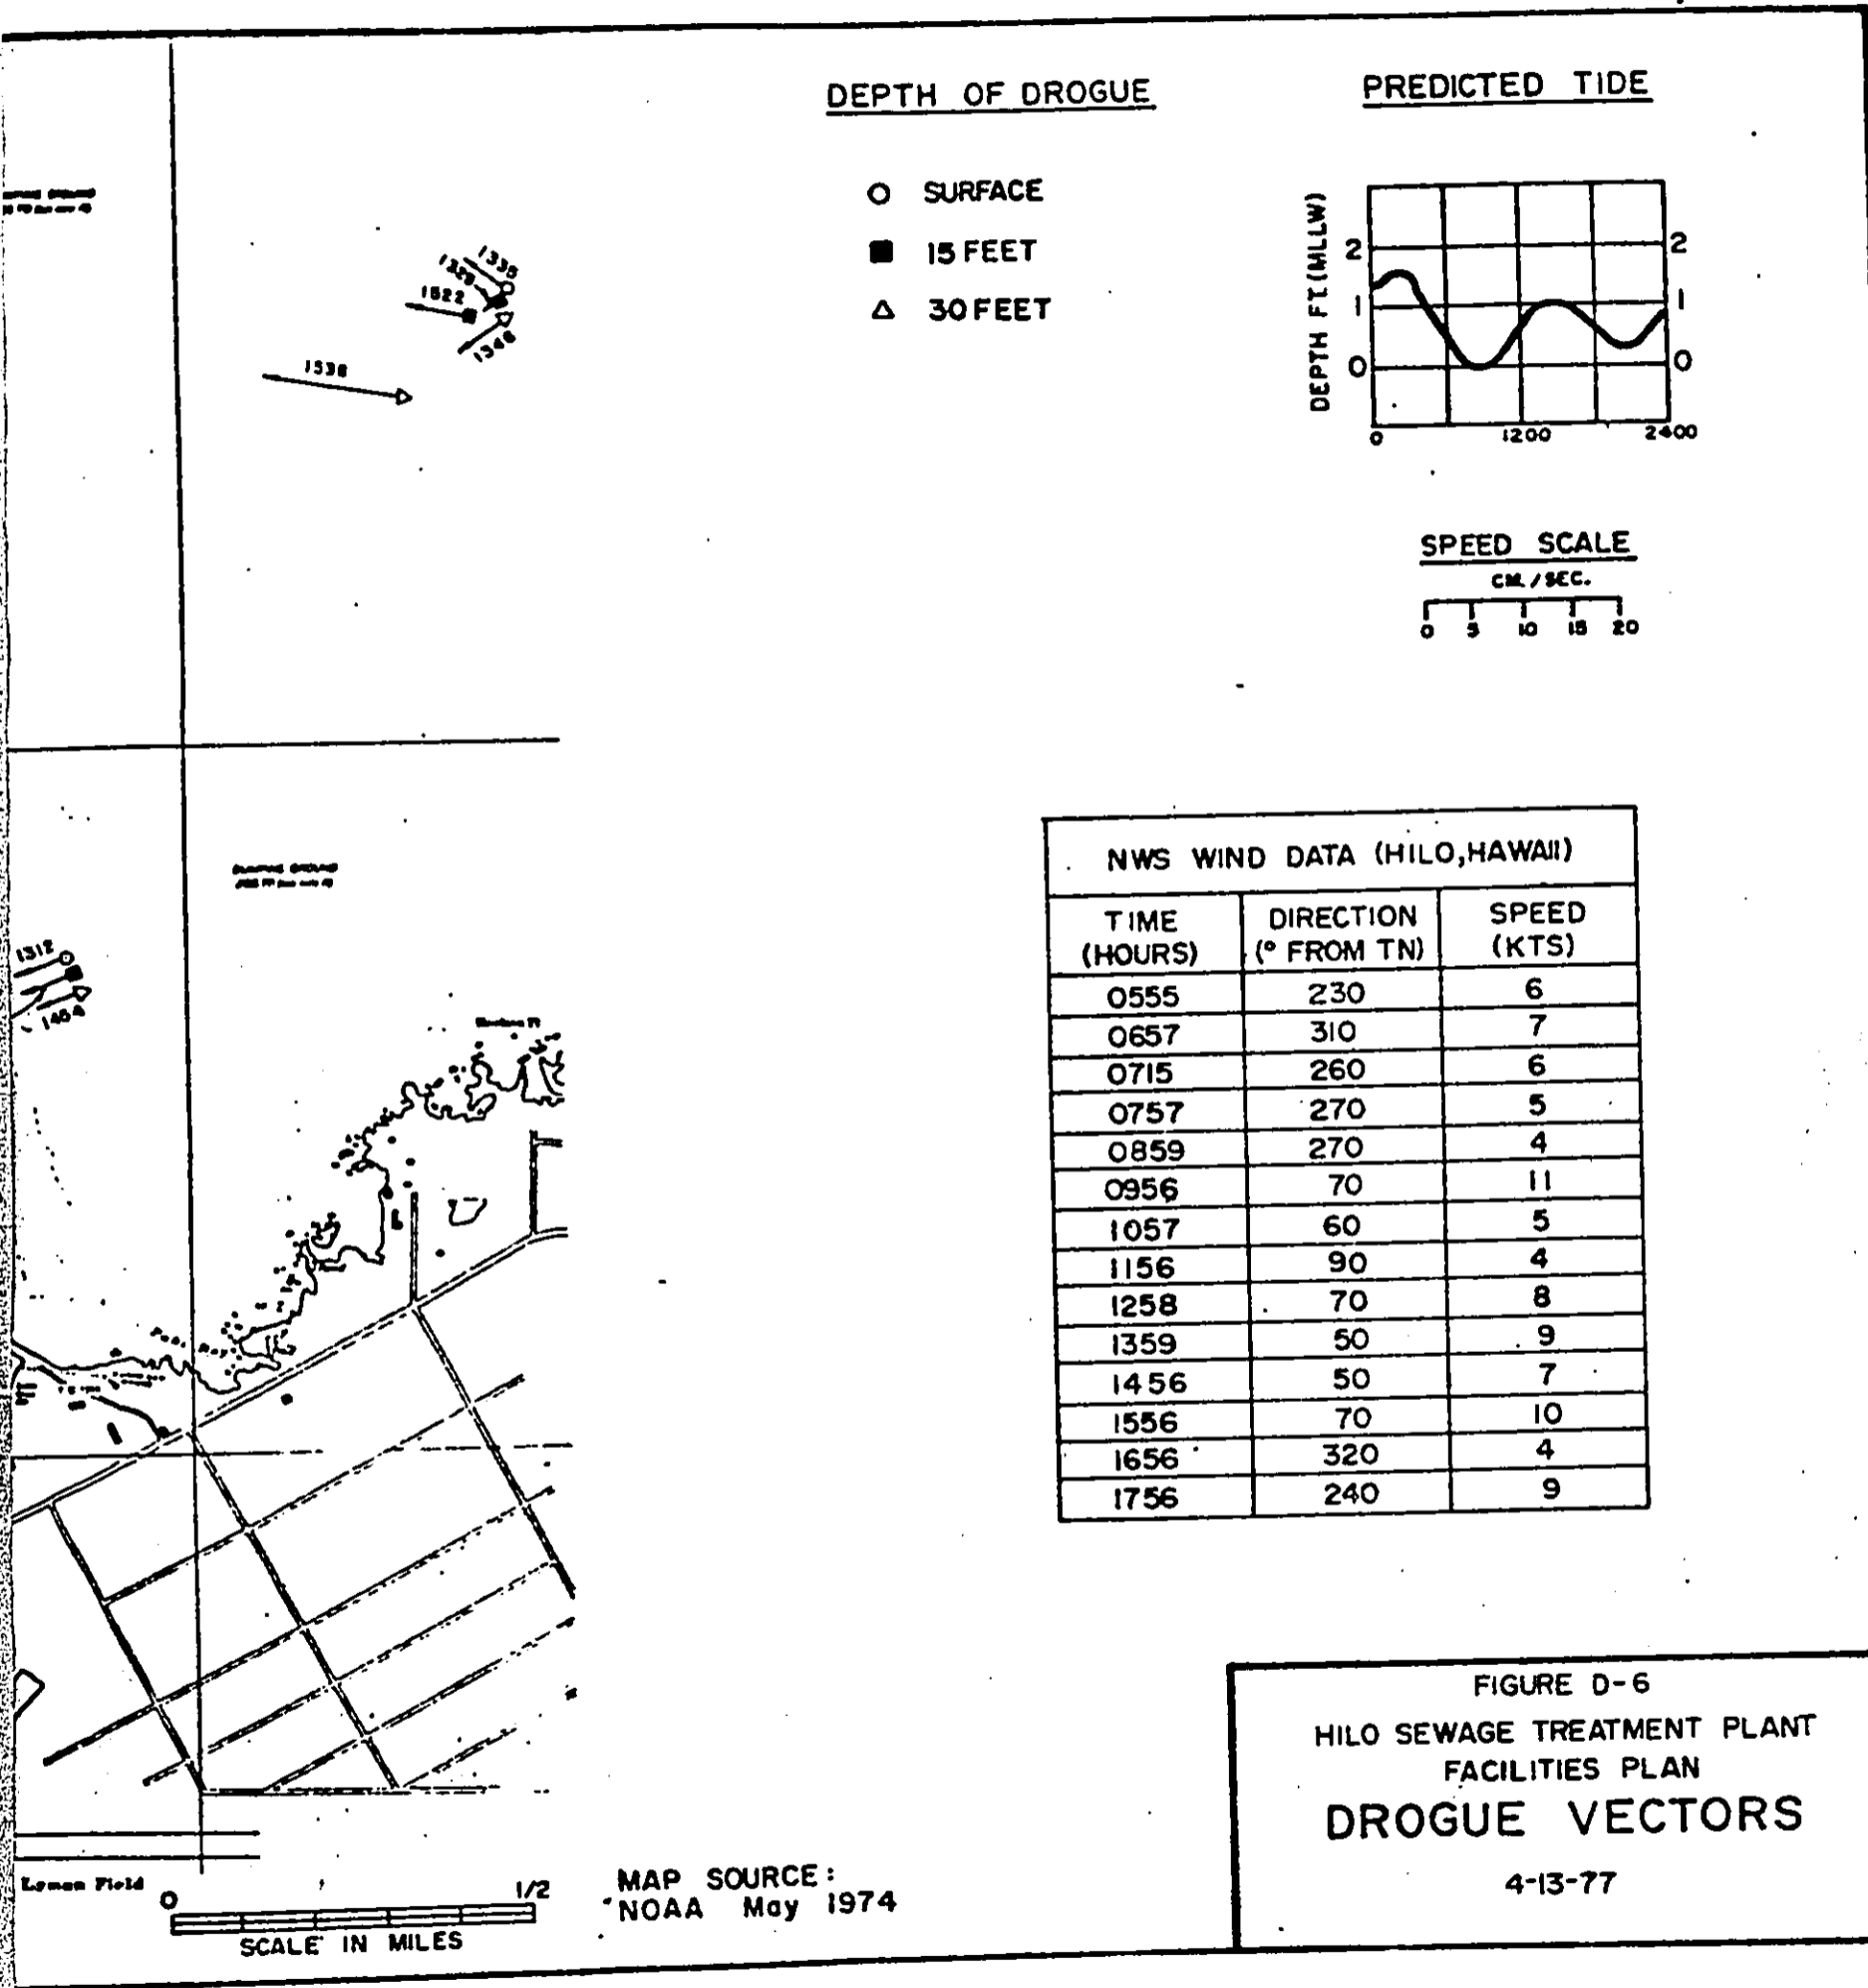 DEPTH OF DROGUE
SURFACE
15 FEET
30 FEET
PREDICTED TIDE
DEPTH FT.(MLLW)
2
1
0
2
1
0
0
1200
2400
SPEED SCALE
CM./SEC.
0 5 10 15 20
1335
1325
1522
1346
1538
1312
1454
NWS WIND DATA (HILO,HAWAII)
TIME (HOURS) DIRECTION (° FROM TN) SPEED (KTS)
0555 230 6
0657 310 7
0715 260 6
0757 270 5
0859 270 4
0956 70 11
1057 60 5
1156 90 4
1258 70 8
1359 50 9
1456 50 7
1556 70 10
1656 320 4
1756 240 9
DUMPING GROUND
Lyman Field
0 1/2
SCALE IN MILES
MAP SOURCE:
NOAA May 1974
FIGURE D-6
HILO SEWAGE TREATMENT PLANT
FACILITIES PLAN
DROGUE VECTORS
4-13-77